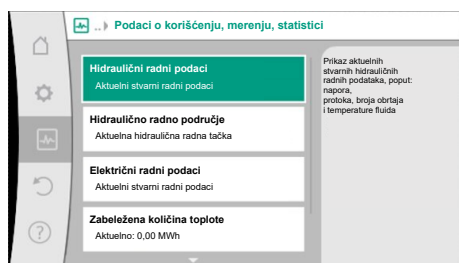 ..▸ Podaci o korišćenju, merenju, statistici
Hidraulični radni podaci
Aktuelni stvarni radni podaci
Hidraulično radno područje
Aktuelna hidraulična radna tačka
Električni radni podaci
Aktuelni stvarni radni podaci
Zabeležena količina toplote
Aktuelno: 0,00 MWh
Prikaz aktuelnih
stvarnih hidrauličnih
radnih podataka, poput:
napora,
protoka, broja obrtaja
i temperature fluida